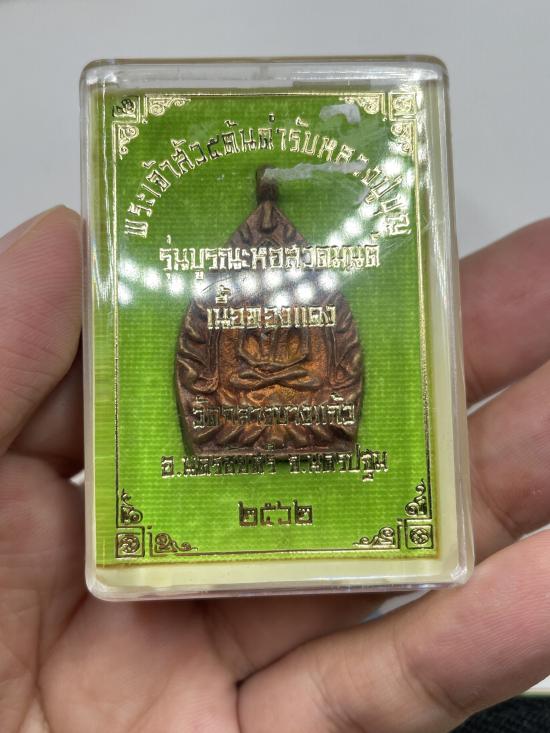 พระเจ้าสัว๕ต้นตำรับหลวงปู่บุญ
รุ่นบูรณะหอสวดมนต์
เนื้อทองแดง
วัดกลางบางแก้ว
อ.นครชัยศรี จ.นครปฐม
๒๕๖๒